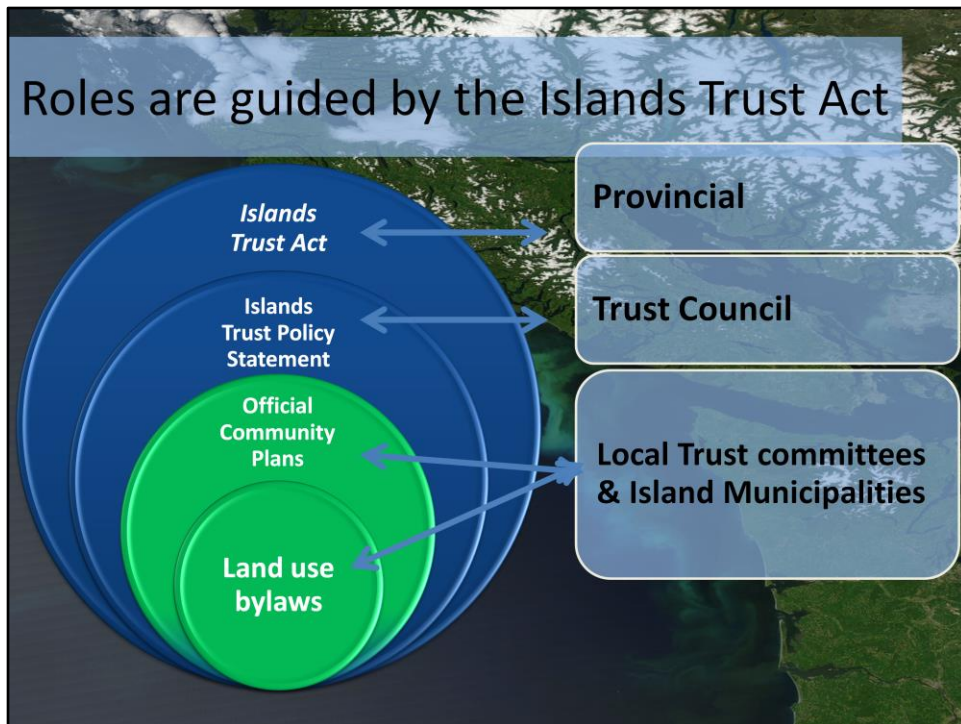 Roles are guided by the Islands Trust Act
Islands
Trust Act
Provincial
Islands
Trust Policy
Statement
Trust Council
Official
Community
Plans
Local Trust committees
& Island Municipalities
Land use
bylaws